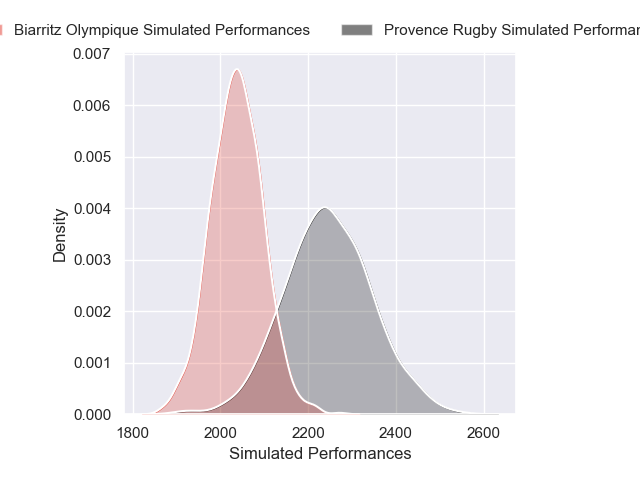 Biarritz Olympique Simulated Performances Provence Rugby Simulated
0.007
0.006
0.005
0.004
0.003
0.002
0.001
0.000
Density
1800 2000 2200 2400 2600
Simulated Performances